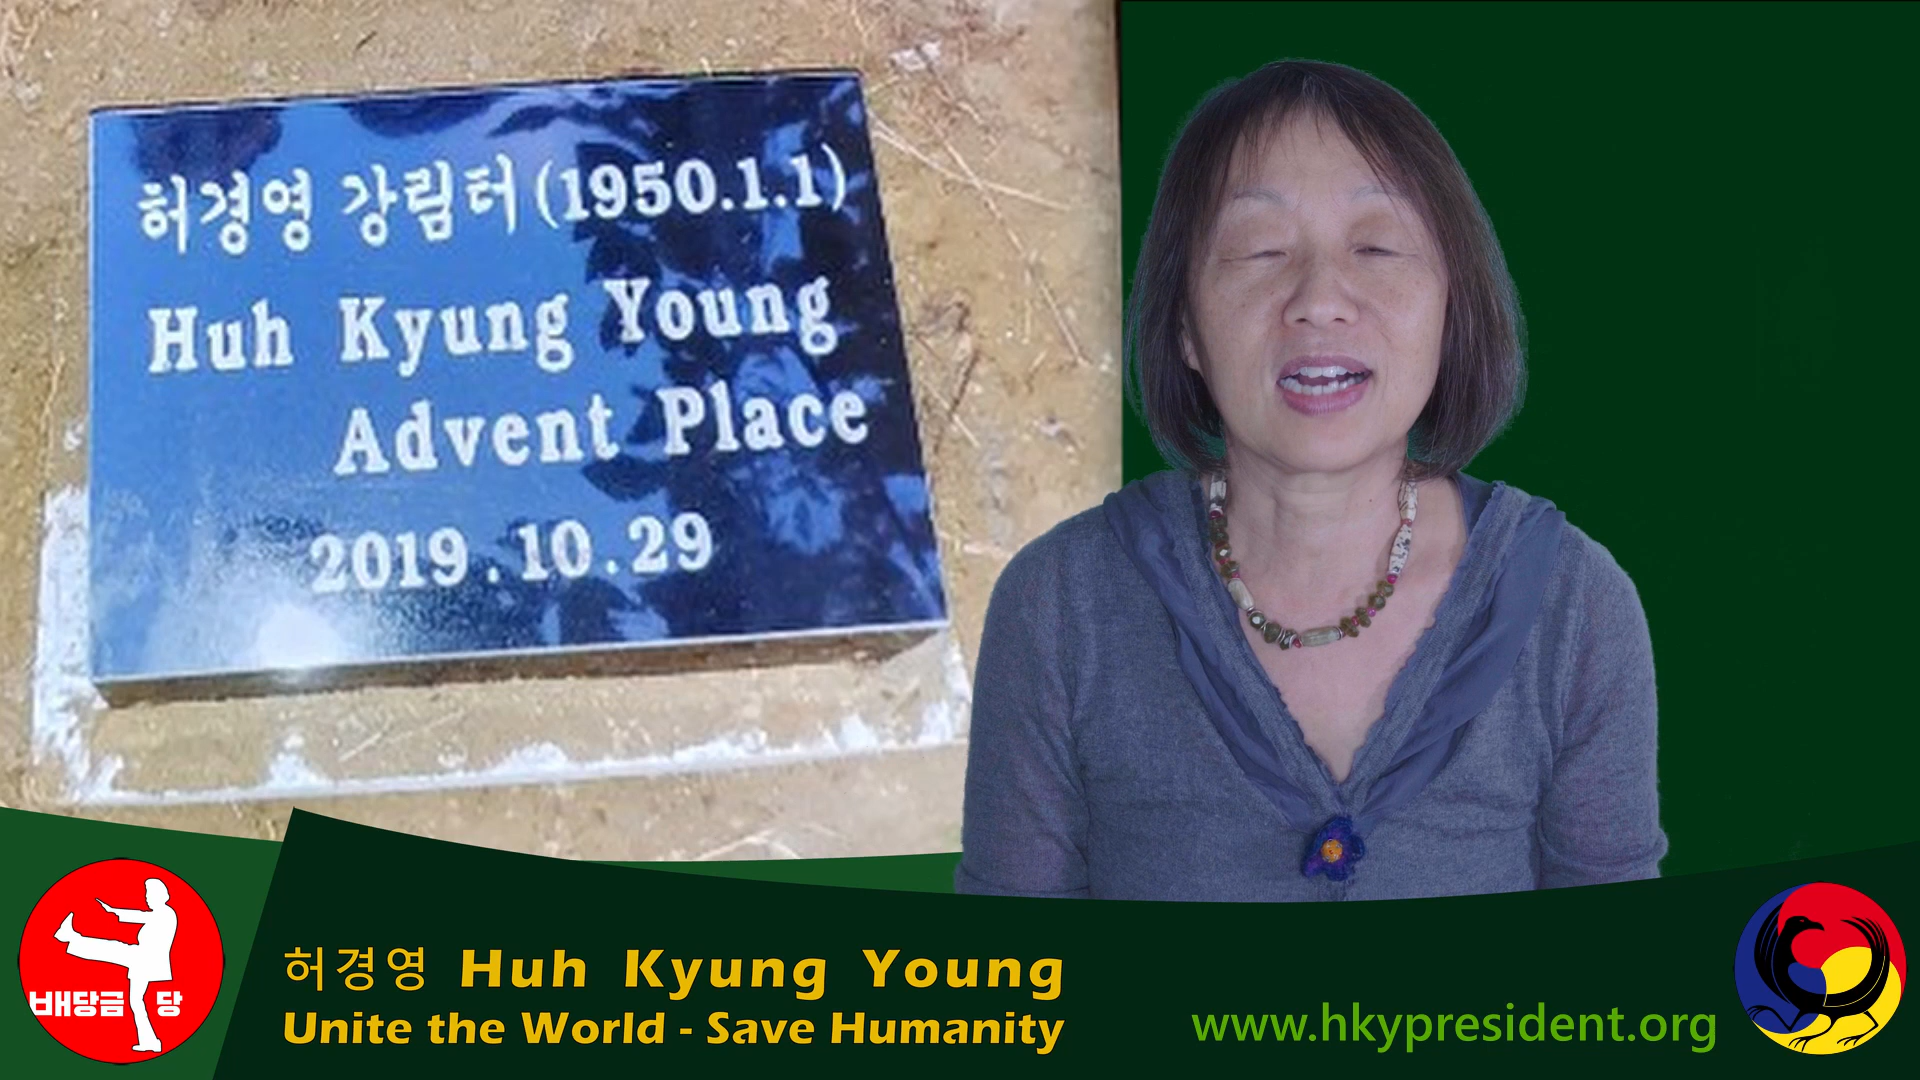 허경영 강림터(1950.1.1)
Huh Kyung Young
Advent Place
2019.10.29
배당금당
허경영 Huh Kyung Young
Unite the World - Save Humanity
www.hkypresident.org